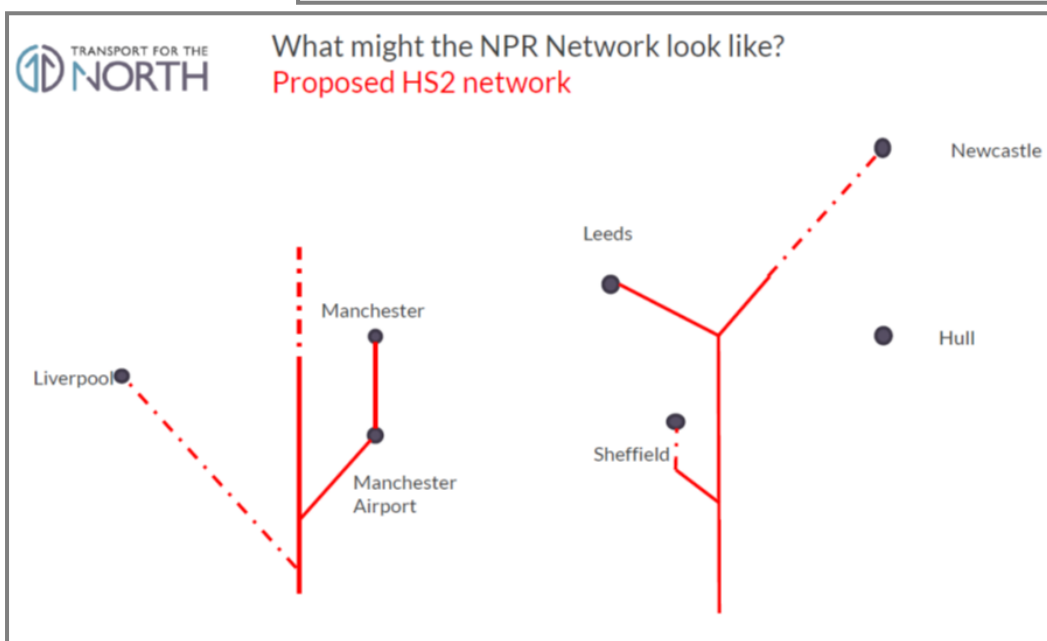 TRANSPORT FOR THE
NORTH
What might the NPR Network look like?
Proposed HS2 network
Newcastle
Leeds
Manchester
Hull
Liverpool
Sheffield
Manchester
Airport